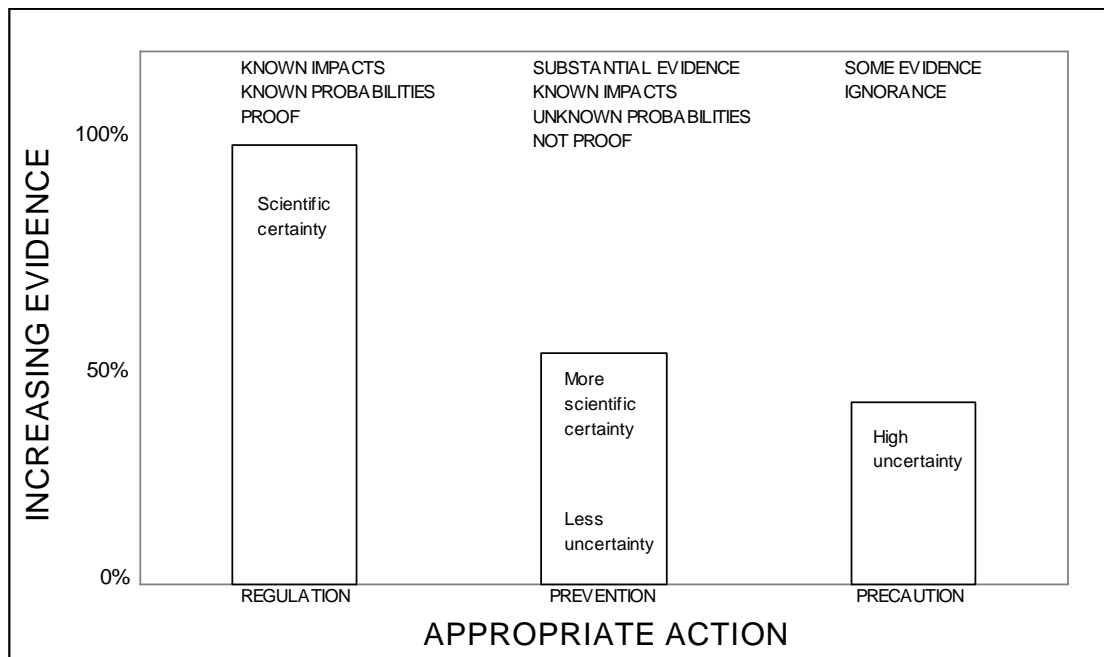 KNOWN IMPACTS
KNOWN PROBABILITIES
PROOF
SUBSTANTIAL EVIDENCE
KNOWN IMPACTS
UNKNOWN PROBABILITIES
NOT PROOF
SOME EVIDENCE
IGNORANCE
INCREASING EVIDENCE
100%
50%
0%
Scientific
certainty
More
scientific
certainty
Less
uncertainty
High
uncertainty
REGULATION
PREVENTION
PRECAUTION
APPROPRIATE ACTION